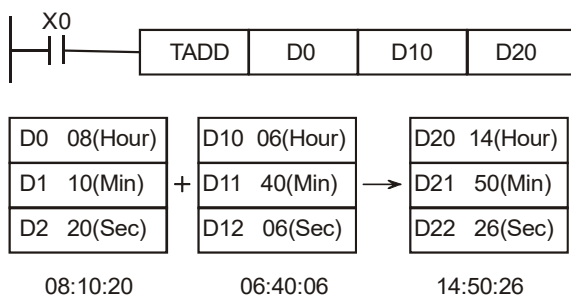 X0
TADD D0 D10 D20
D0 08(Hour) D10 06(Hour) D20 14(Hour)
D1 10(Min) + D11 40(Min) → D21 50(Min)
D2 20(Sec) D12 06(Sec) D22 26(Sec)
08:10:20 06:40:06 14:50:26